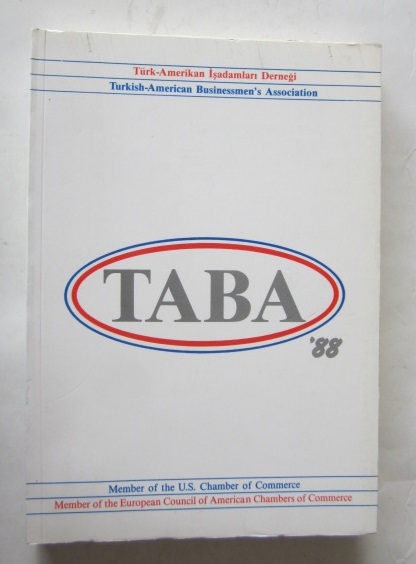 Türk-Amerikan İşadamları Derneği
Turkish-American Businessmen's Association
TABA
'88
Member of the U.S. Chamber of Commerce
Member of the European Council of American Chambers of Commerce